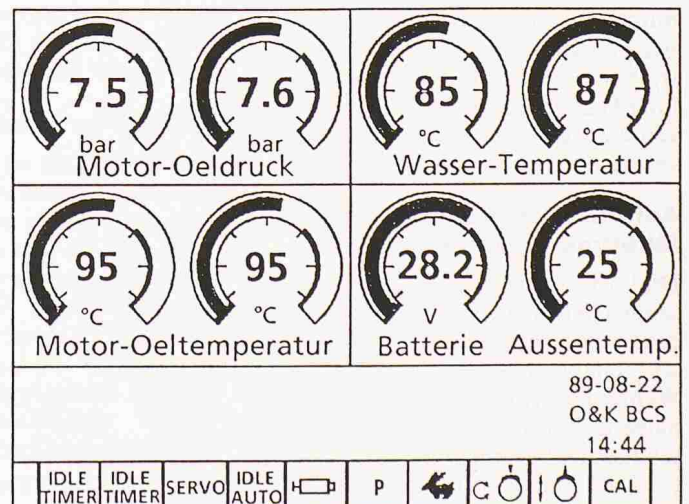 7.5 7.6
bar bar
Motor-Oeldruck
85 87
°C °C
Wasser-Temperatur
95 95
°C °C
Motor-Oeltemperatur
28.2 25
V °C
Batterie Aussentemp.
89-08-22
O&K BCS
14:44
IDLE TIMER
IDLE TIMER
SERVO
IDLE AUTO
P
C
CAL